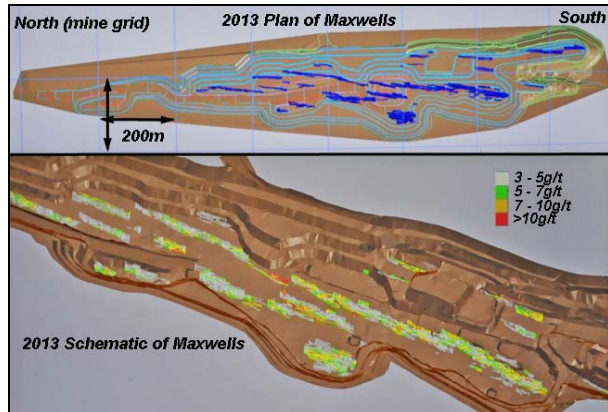 North (mine grid)
2013 Plan of Maxwells
South
200m
3 - 5g/t
5 - 7g/t
7 - 10g/t
>10g/t
2013 Schematic of Maxwells